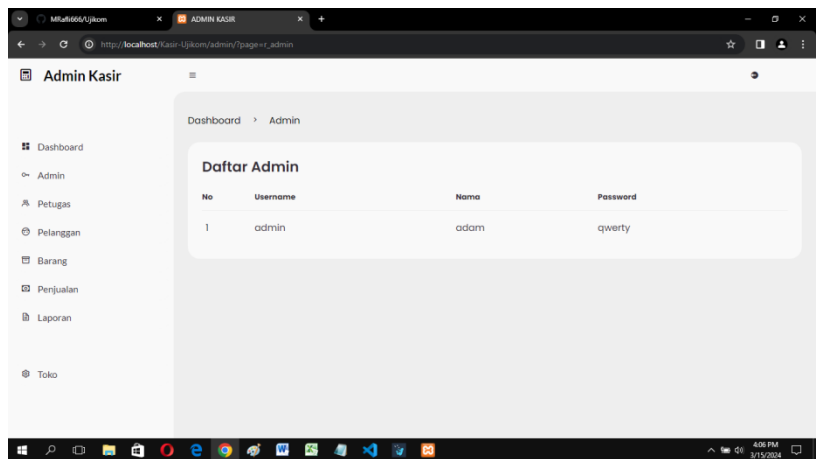 MRaffi666/Ujikom
ADMIN KASIR
http://localhost/Kasir-Ujikom/admin/?page=r_admin
Admin Kasir
Dashboard > Admin
Dashboard
Admin
Petugas
Pelanggan
Barang
Penjualan
Laporan
Toko
Daftar Admin
No Username Nama Password
1 admin adam qwerty
4:06 PM
3/15/2024